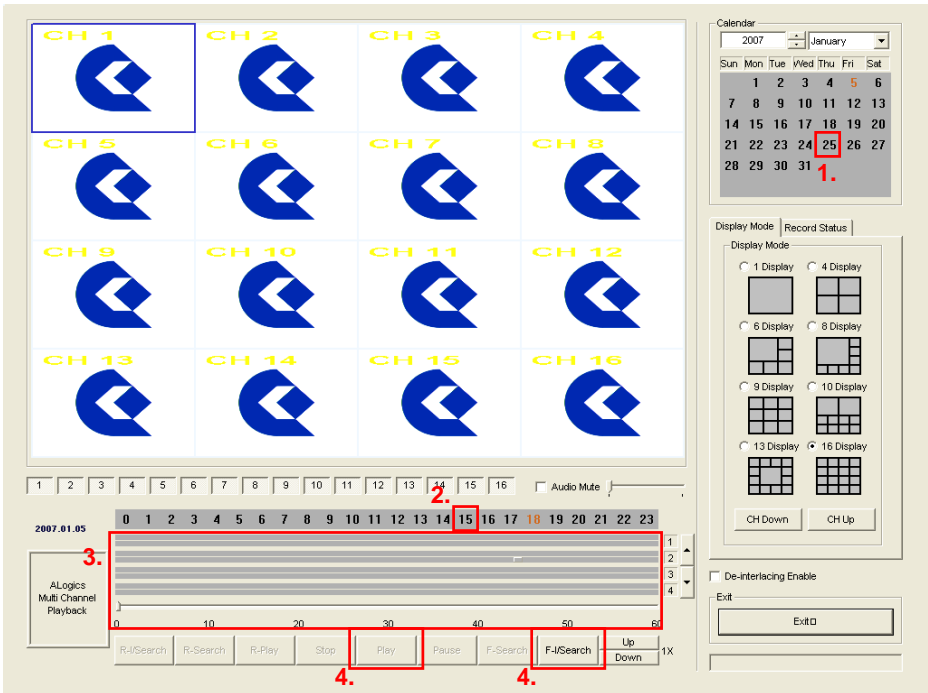 CH 1 CH 2 CH 3 CH 4
CH 5 CH 6 CH 7 CH 8
CH 9 CH 10 CH 11 CH 12
CH 13 CH 14 CH 15 CH 16
1 2 3 4 5 6 7 8 9 10 11 12 13 14 15 16
Audio Mute
2.
2007.01.05
0 1 2 3 4 5 6 7 8 9 10 11 12 13 14 15 16 17 18 19 20 21 22 23
3.
1
2
3
4
ALogics
Multi Channel
Playback
0 10 20 30 40 50 60
R-I/Search R-Search R-Play Stop Play Pause F-Search F-I/Search Up
Down
1X
4. 4.
Calendar
2007 January
Sun Mon Tue Wed Thu Fri Sat
1 2 3 4 5 6
7 8 9 10 11 12 13
14 15 16 17 18 19 20
21 22 23 24 25 26 27
28 29 30 31
1.
Display Mode Record Status
Display Mode
1 Display 4 Display
6 Display 8 Display
9 Display 10 Display
13 Display 16 Display
CH Down CH Up
De-interlacing Enable
Exit
Exit